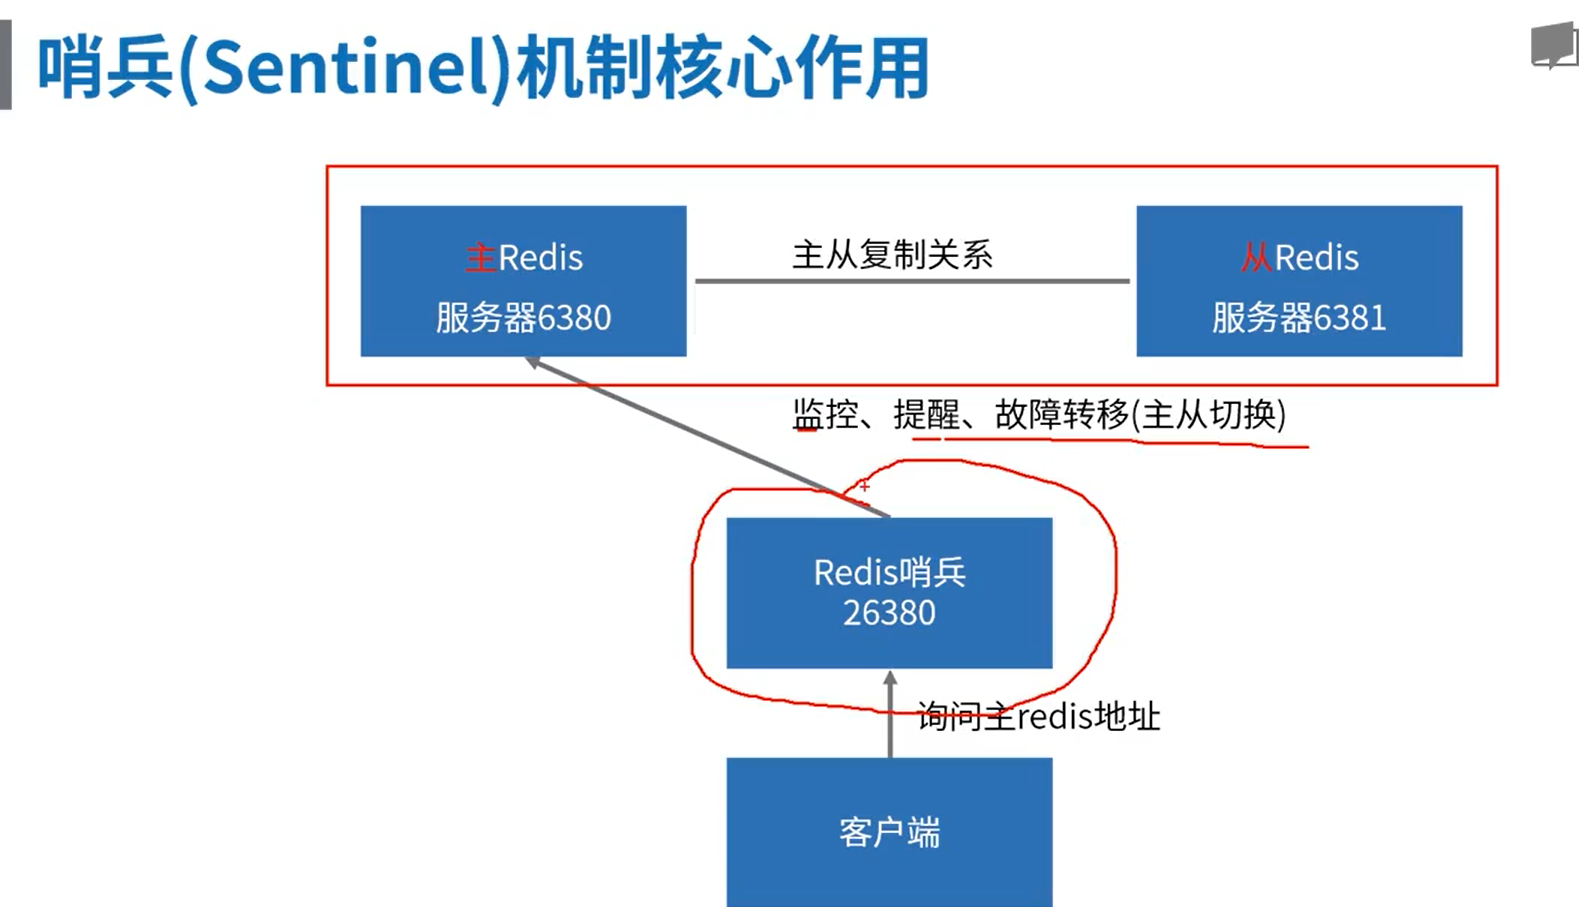 哨兵(Sentinel)机制核心作用
主Redis
服务器6380
主从复制关系
从Redis
服务器6381
监控、提醒、故障转移(主从切换)
Redis哨兵
26380
询问主redis地址
客户端